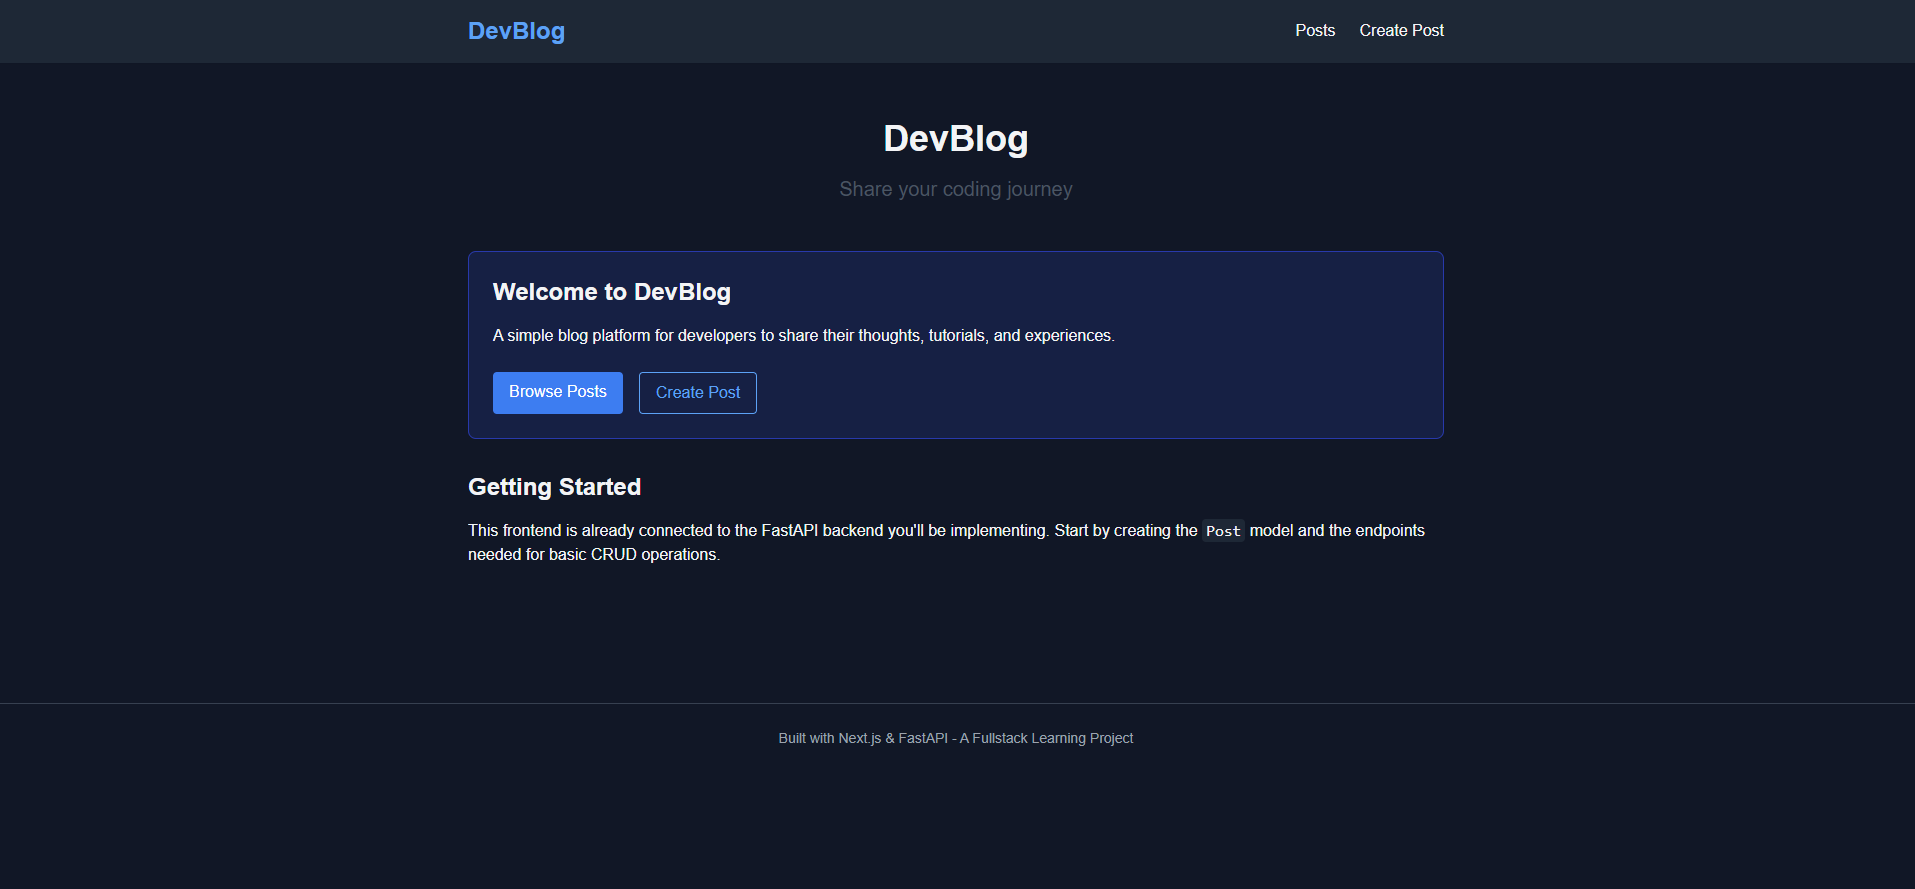 DevBlog
Posts
Create Post
DevBlog
Share your coding journey
Welcome to DevBlog
A simple blog platform for developers to share their thoughts, tutorials, and experiences.
Browse Posts
Create Post
Getting Started
This frontend is already connected to the FastAPI backend you'll be implementing. Start by creating the Post model and the endpoints
needed for basic CRUD operations.
Built with Next.js & FastAPI - A Fullstack Learning Project